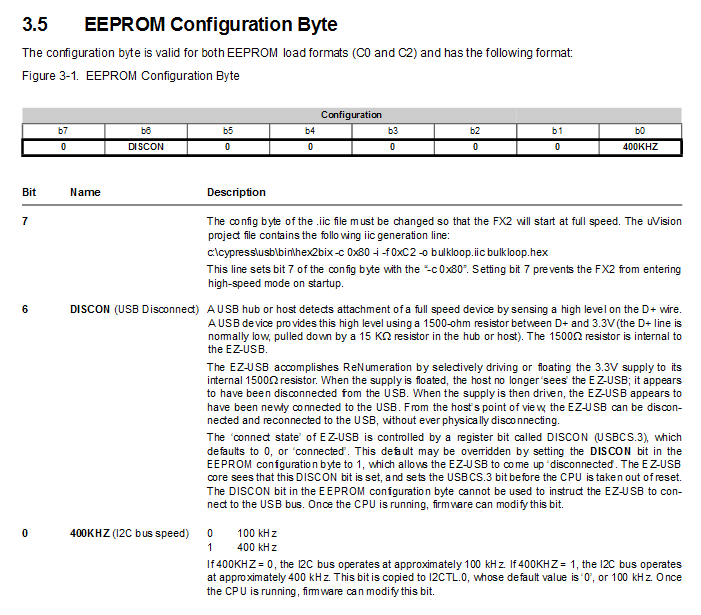 3.5 EEPROM Configuration Byte
The configuration byte is valid for both EEPROM load formats (C0 and C2) and has the following format:
Figure 3-1. EEPROM Configuration Byte
Configuration
b7 b6 b5 b4 b3 b2 b1 b0
0 DISCON 0 0 0 0 0 400KHZ
Bit Name Description
7 The config byte of the .iic file must be changed so that the FX2 will start at full speed. The uVision
project file contains the following iic generation line:
c:\cypress\usb\bin\hex2bix -c 0x80 -i -f 0xC2 -o bulkloop.iic bulkloop.hex
This line sets bit 7 of the config byte with the “-c 0x80”. Setting bit 7 prevents the FX2 from entering
high-speed mode on startup.
6 DISCON (USB Disconnect) A USB hub or host detects attachment of a full speed device by sensing a high level on the D+ wire.
A USB device provides this high level using a 1500-ohm resistor between D+ and 3.3V (the D+ line is
normally low, pulled down by a 15 KΩ resistor in the hub or host). The 1500Ω resistor is internal to
the EZ-USB.
The EZ-USB accomplishes ReNumeration by selectively driving or floating the 3.3V supply to its
internal 1500Ω resistor. When the supply is floated, the host no longer ‘sees’ the EZ-USB; it appears
to have been disconnected from the USB. When the supply is then driven, the EZ-USB appears to
have been newly connected to the USB. From the host’s point of view, the EZ-USB can be discon-
nected and reconnected to the USB, without ever physically disconnecting.
The ‘connect state’ of EZ-USB is controlled by a register bit called DISCON (USBCS.3), which
defaults to 0, or ‘connected’. This default may be overridden by setting the DISCON bit in the
EEPROM configuration byte to 1, which allows the EZ-USB to come up ‘disconnected’. The EZ-USB
core sees that this DISCON bit is set, and sets the USBCS.3 bit before the CPU is taken out of reset.
The DISCON bit in the EEPROM configuration byte cannot be used to instruct the EZ-USB to con-
nect to the USB bus. Once the CPU is running, firmware can modify this bit.
0 400KHZ (I2C bus speed) 0 100 kHz
1 400 kHz
If 400KHZ = 0, the I2C bus operates at approximately 100 kHz. If 400KHZ = 1, the I2C bus operates
at approximately 400 kHz. This bit is copied to I2CTL.0, whose default value is ‘0’, or 100 kHz. Once
the CPU is running, firmware can modify this bit.